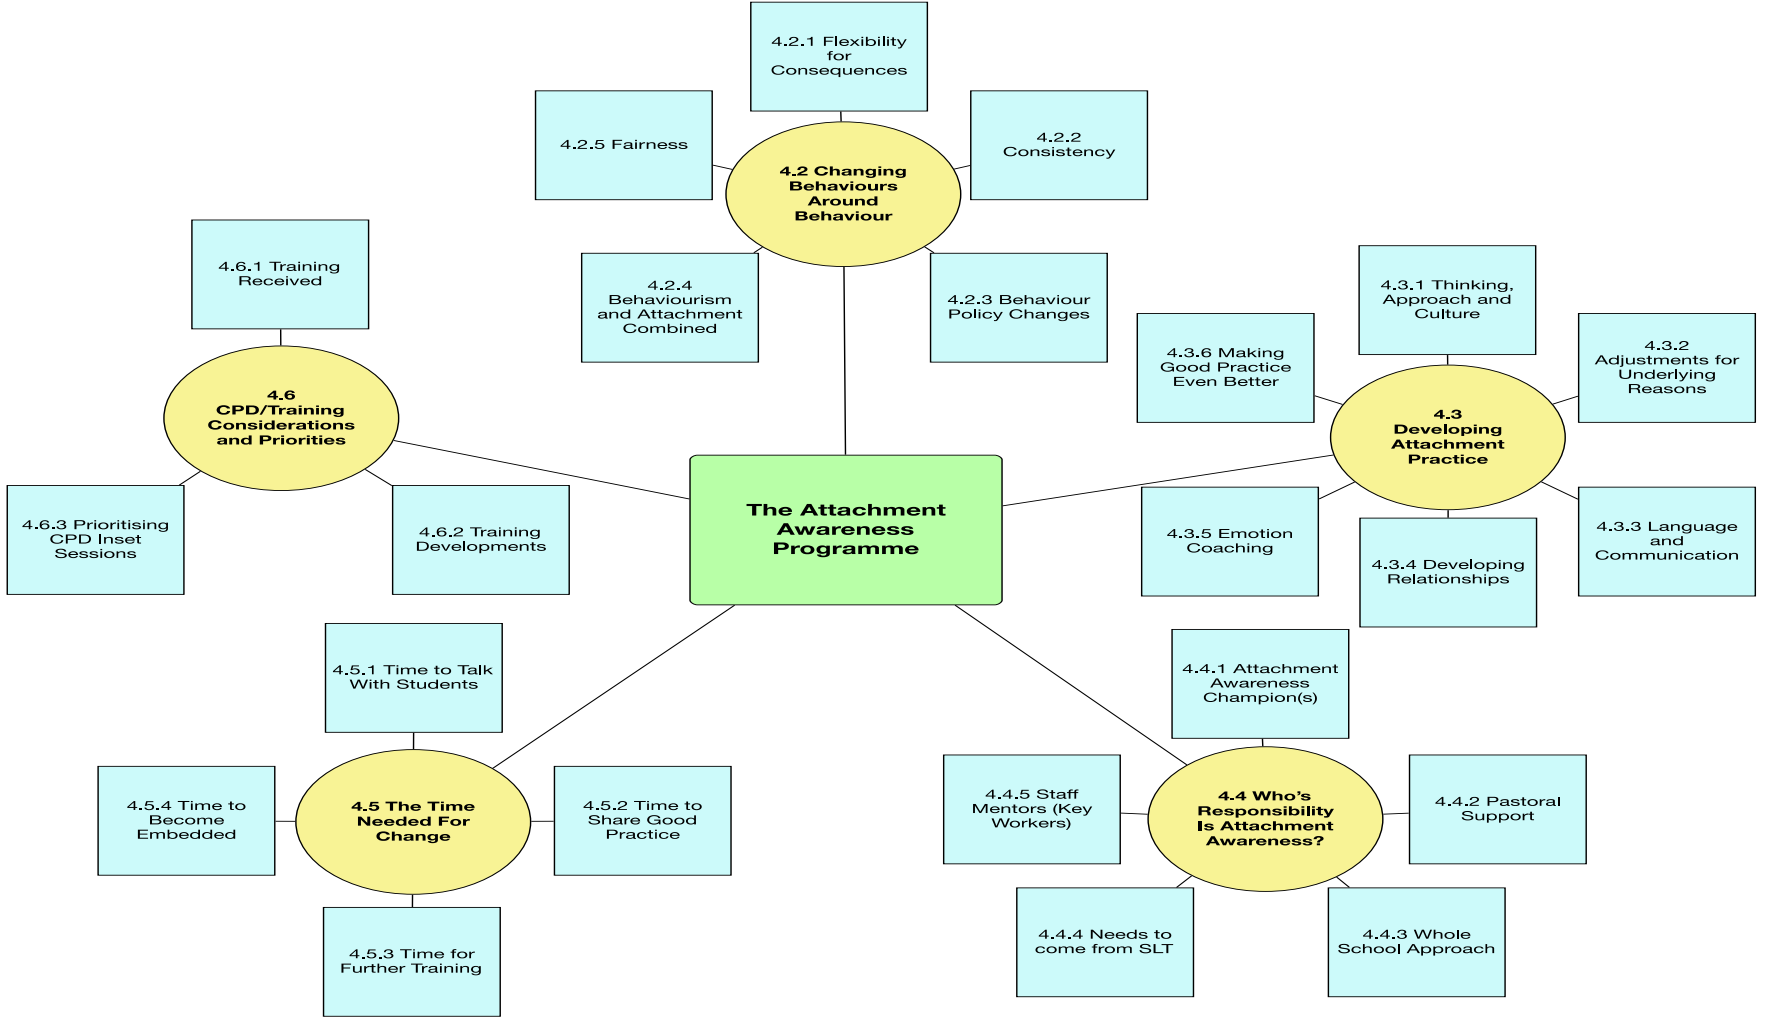 4.2.1 Flexibility
for
Consequences
4.2.5 Fairness
4.2.2
Consistency
4.2 Changing
Behaviours
Around
Behaviour
4.2.4
Behaviourism
and Attachment
Combined
4.2.3 Behaviour
Policy Changes
4.6.1 Training
Received
4.6
CPD/Training
Considerations
and Priorities
4.6.3 Prioritising
CPD Inset
Sessions
4.6.2 Training
Developments
4.3.1 Thinking,
Approach and
Culture
4.3.6 Making
Good Practice
Even Better
4.3.2
Adjustments for
Underlying
Reasons
4.3
Developing
Attachment
Practice
4.3.5 Emotion
Coaching
4.3.4 Developing
Relationships
4.3.3 Language
and
Communication
The Attachment
Awareness
Programme
4.5.1 Time to Talk
With Students
4.5.4 Time to
Become
Embedded
4.5 The Time
Needed For
Change
4.5.2 Time to
Share Good
Practice
4.5.3 Time for
Further Training
4.4.1 Attachment
Awareness
Champion(s)
4.4.5 Staff
Mentors (Key
Workers)
4.4 Who's
Responsibility
Is Attachment
Awareness?
4.4.2 Pastoral
Support
4.4.4 Needs to
come from SLT
4.4.3 Whole
School Approach